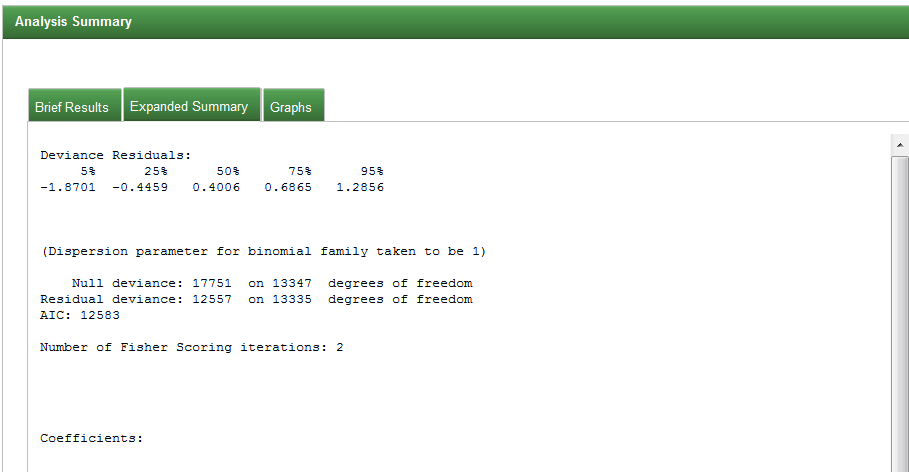 Analysis Summary
Brief Results Expanded Summary Graphs
Deviance Residuals:
5% 25% 50% 75% 95%
-1.8701 -0.4459 0.4006 0.6865 1.2856
(Dispersion parameter for binomial family taken to be 1)
Null deviance: 17751 on 13347 degrees of freedom
Residual deviance: 12557 on 13335 degrees of freedom
AIC: 12583
Number of Fisher Scoring iterations: 2
Coefficients: